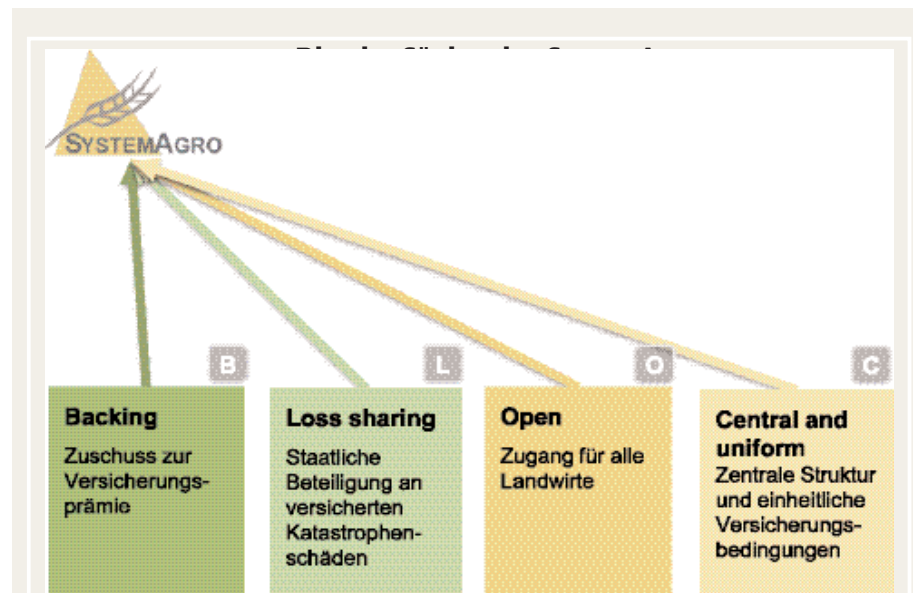 SYSTEMAGRO
B
L
O
C
Backing
Zuschuss zur
Versicherungs-
prämie
Loss sharing
Staatliche
Beteiligung an
versicherten
Katastrophen-
schäden
Open
Zugang für alle
Landwirte
Central and
uniform
Zentrale Struktur
und einheitliche
Versicherungs-
bedingungen